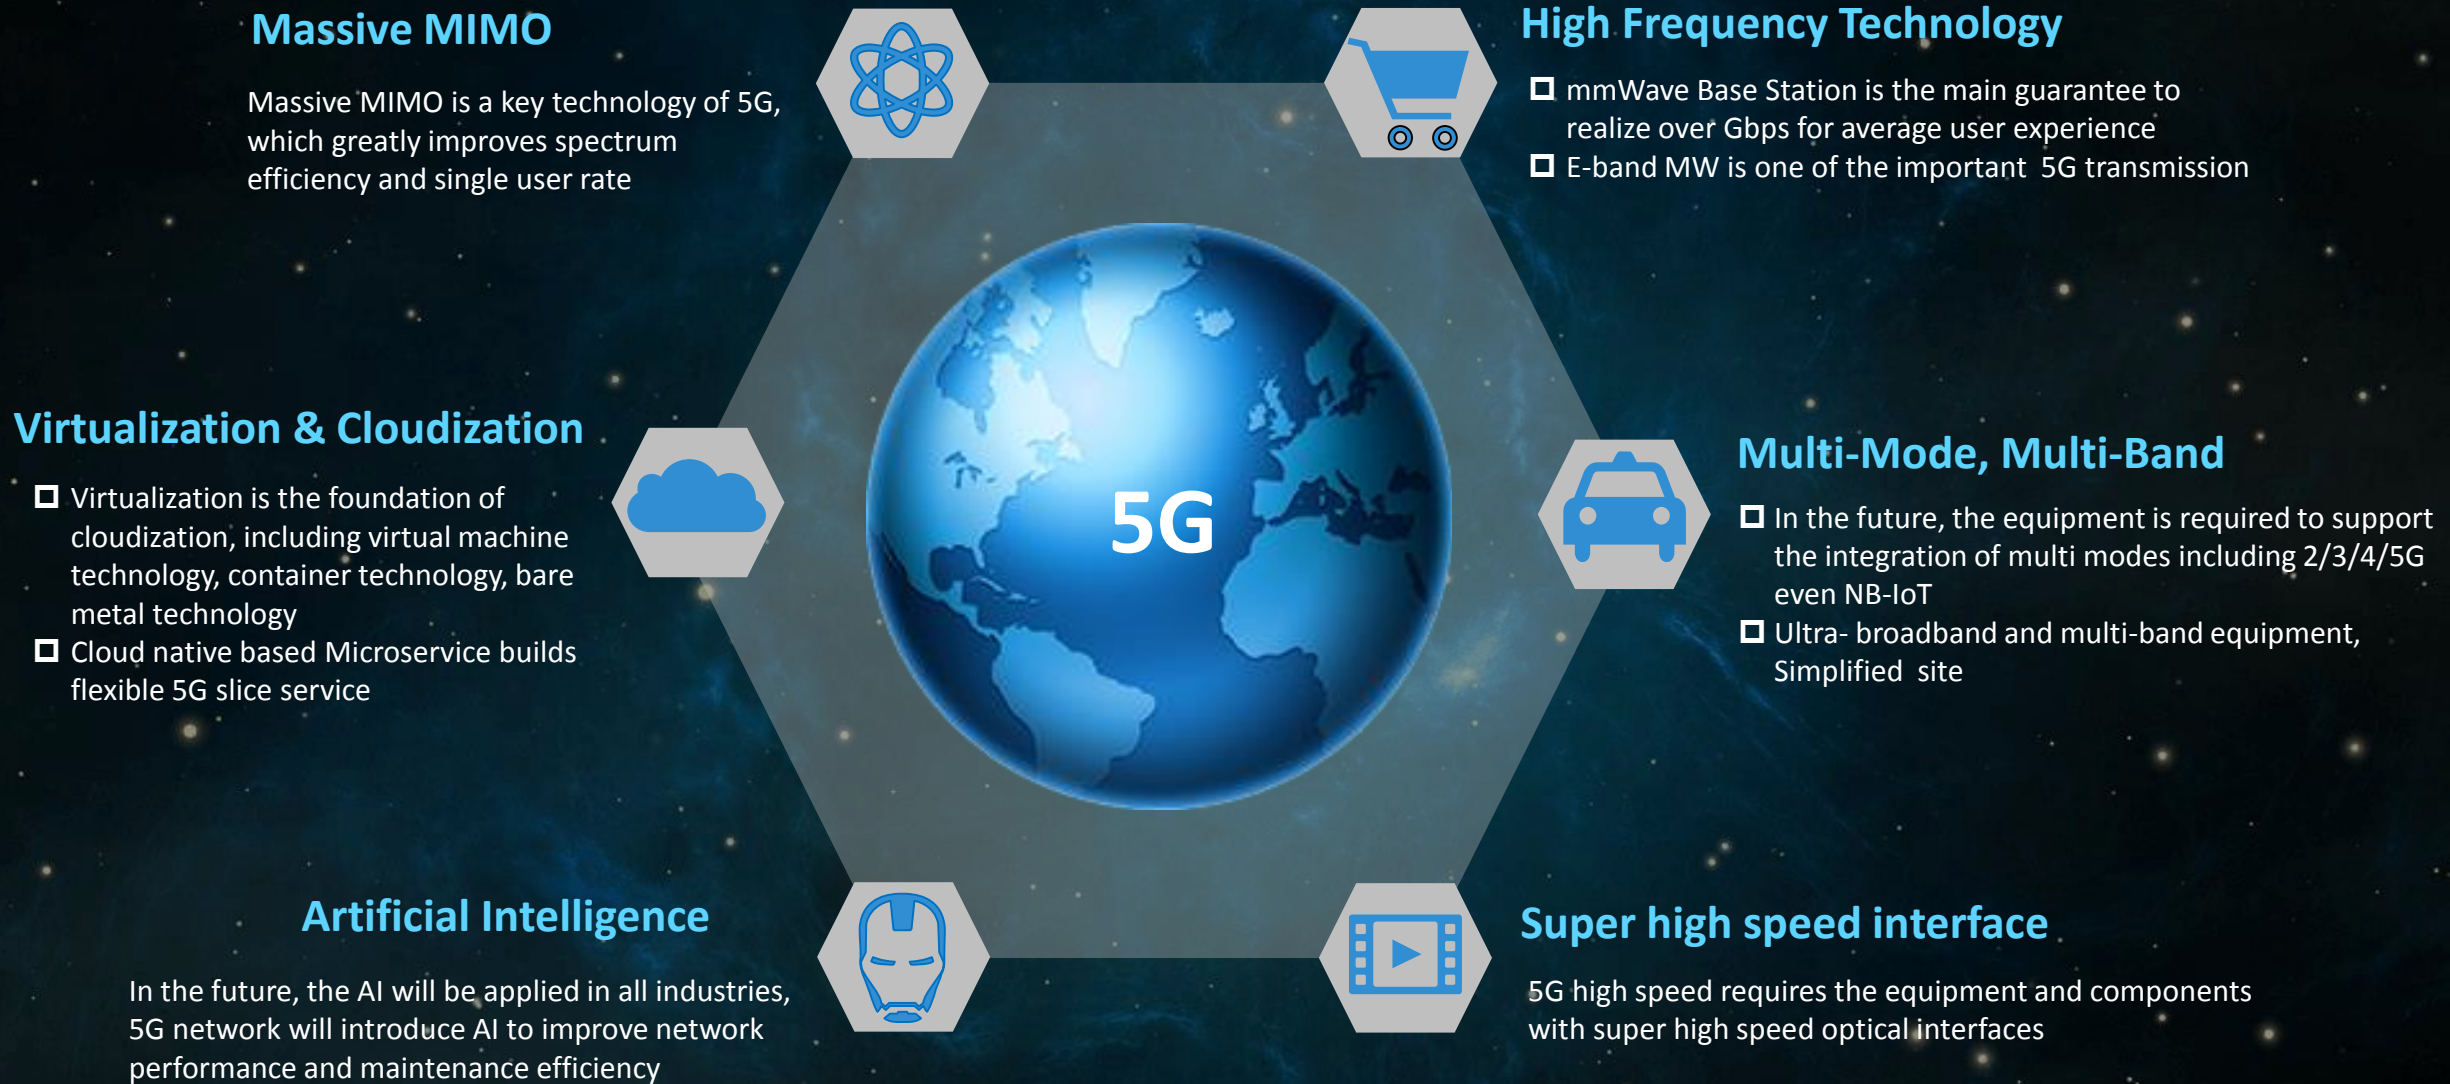 Massive MIMO
Massive MIMO is a key technology of 5G,
which greatly improves spectrum
efficiency and single user rate
High Frequency Technology
mmWave Base Station is the main guarantee to
realize over Gbps for average user experience
E-band MW is one of the important  5G transmission
Virtualization & Cloudization
Virtualization is the foundation of
cloudization, including virtual machine
technology, container technology, bare
metal technology
Cloud native based Microservice builds
flexible 5G slice service
5G
Multi-Mode, Multi-Band
In the future, the equipment is required to support
the integration of multi modes including 2/3/4/5G
even NB-IoT
Ultra- broadband and multi-band equipment,
Simplified  site
Artificial Intelligence
In the future, the AI will be applied in all industries,
5G network will introduce AI to improve network
performance and maintenance efficiency
Super high speed interface
5G high speed requires the equipment and components
with super high speed optical interfaces